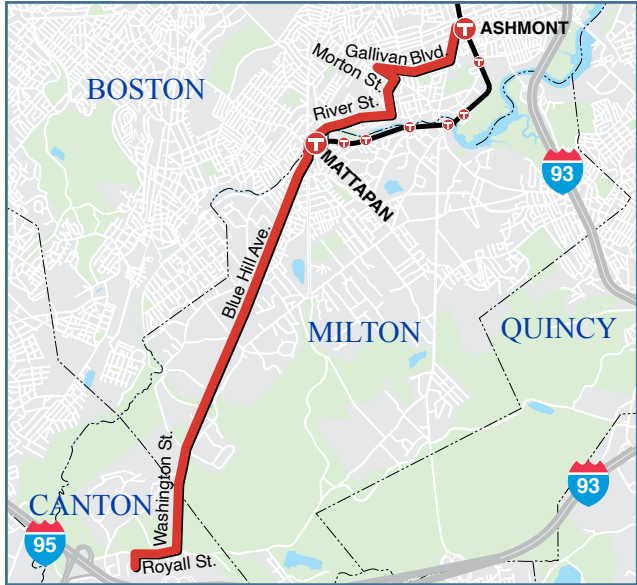 T ASHMONT
Gallivan Blvd.
T
Morton St.
BOSTON
River St.
T T T T T T
MATTAPAN
93
Blue Hill Ave.
MILTON
QUINCY
Washington St.
CANTON
93
95
Royall St.